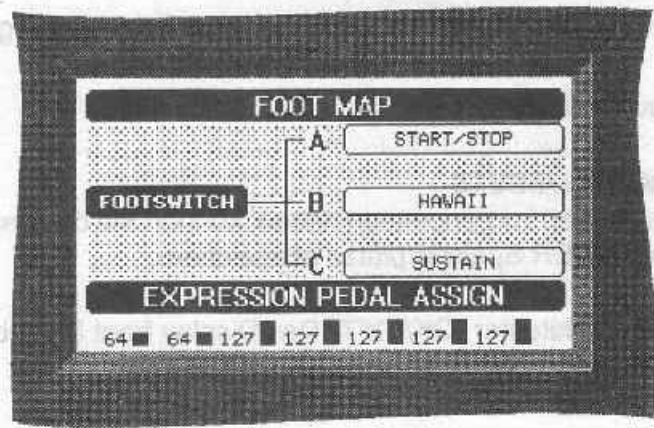 FOOT MAP
A START/STOP
FOOTSWITCH B HAWAII
C SUSTAIN
EXPRESSION PEDAL ASSIGN
64 64 127 127 127 127 127